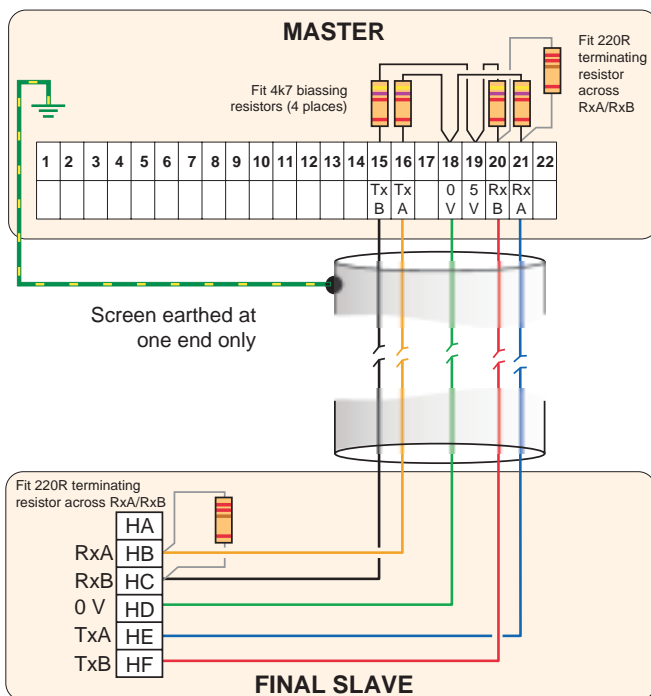 MASTER
Fit 220R
terminating
resistor
across
RxA/RxB
Fit 4k7 biassing
resistors (4 places)
1 2 3 4 5 6 7 8 9 10 11 12 13 14 15 16 17 18 19 20 21 22
Tx Tx 0 5 Rx Rx
B A V V B A
Screen earthed at
one end only
Fit 220R terminating
resistor across RxA/RxB
HA
RxA HB
RxB HC
0 V HD
TxA HE
TxB HF
FINAL SLAVE